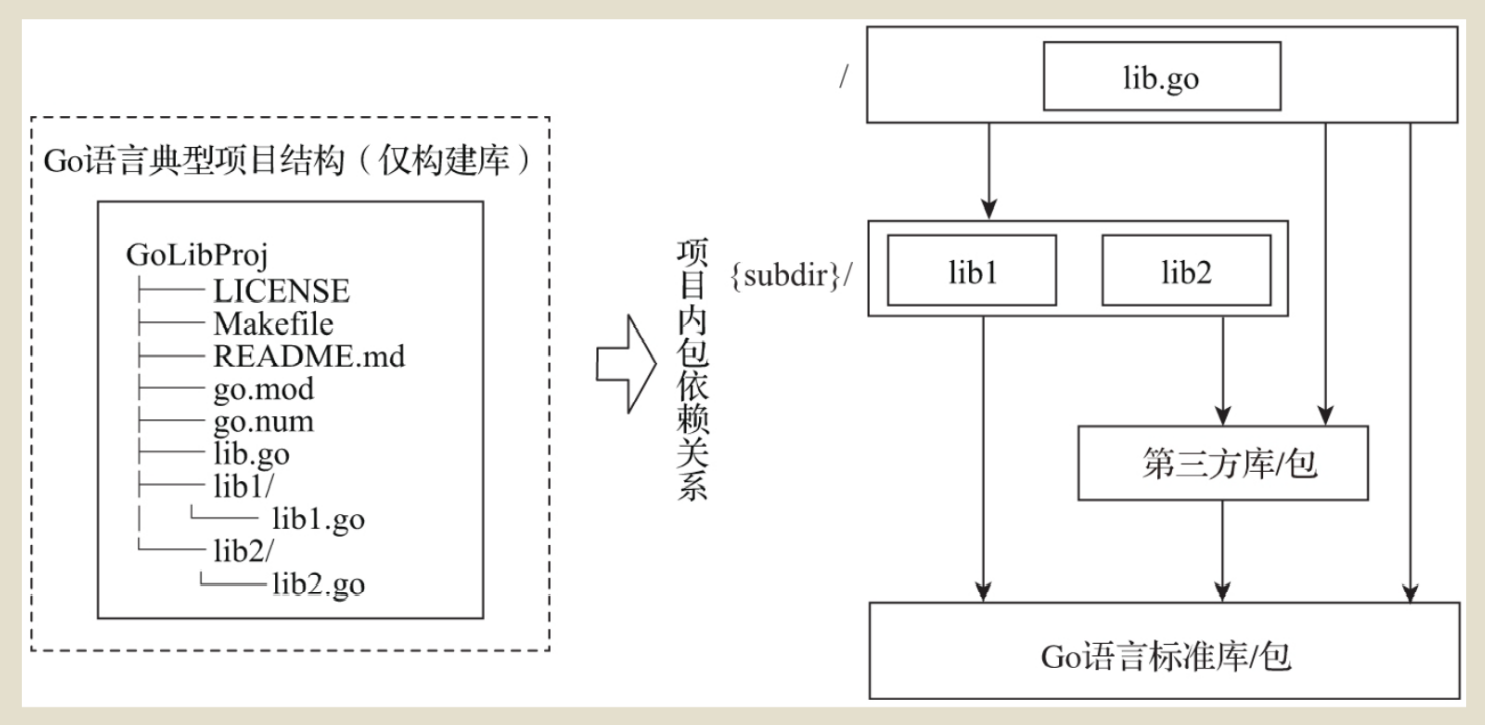 Go语言典型项目结构（仅构建库）
GoLibProj
LICENSE
Makefile
README.md
go.mod
go.num
lib.go
lib1/
lib1.go
lib2/
lib2.go
项目内包依赖关系
/
lib.go
{subdir}/
lib1
lib2
第三方库/包
Go语言标准库/包